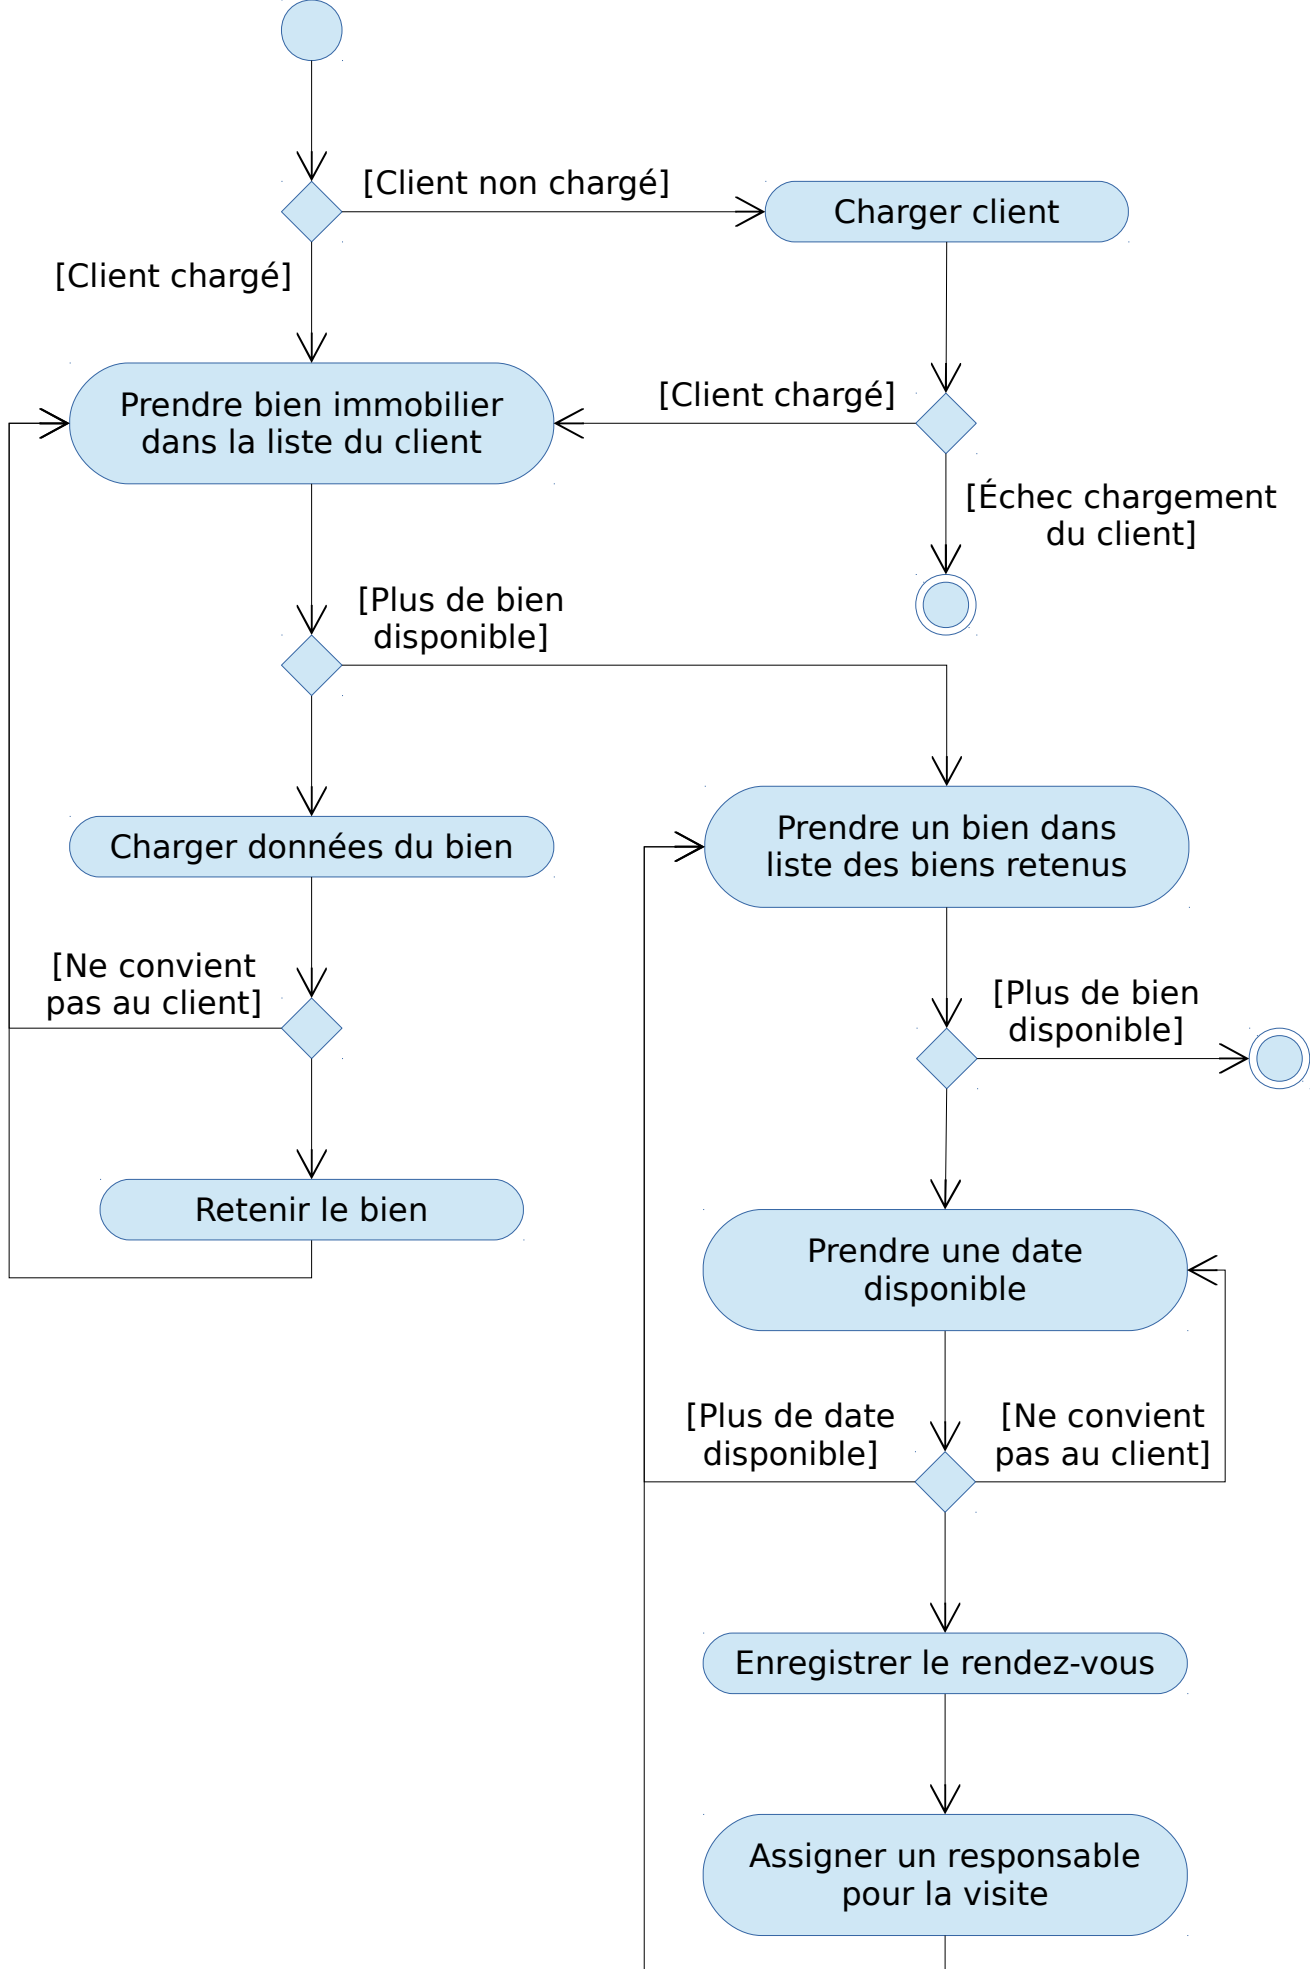 [Client non chargé]
Charger client
[Client chargé]
Prendre bien immobilier
dans la liste du client
[Client chargé]
[Échec chargement
du client]
[Plus de bien
disponible]
Charger données du bien
Prendre un bien dans
liste des biens retenus
[Ne convient
pas au client]
[Plus de bien
disponible]
Retenir le bien
Prendre une date
disponible
[Plus de date
disponible]
[Ne convient
pas au client]
Enregistrer le rendez-vous
Assigner un responsable
pour la visite